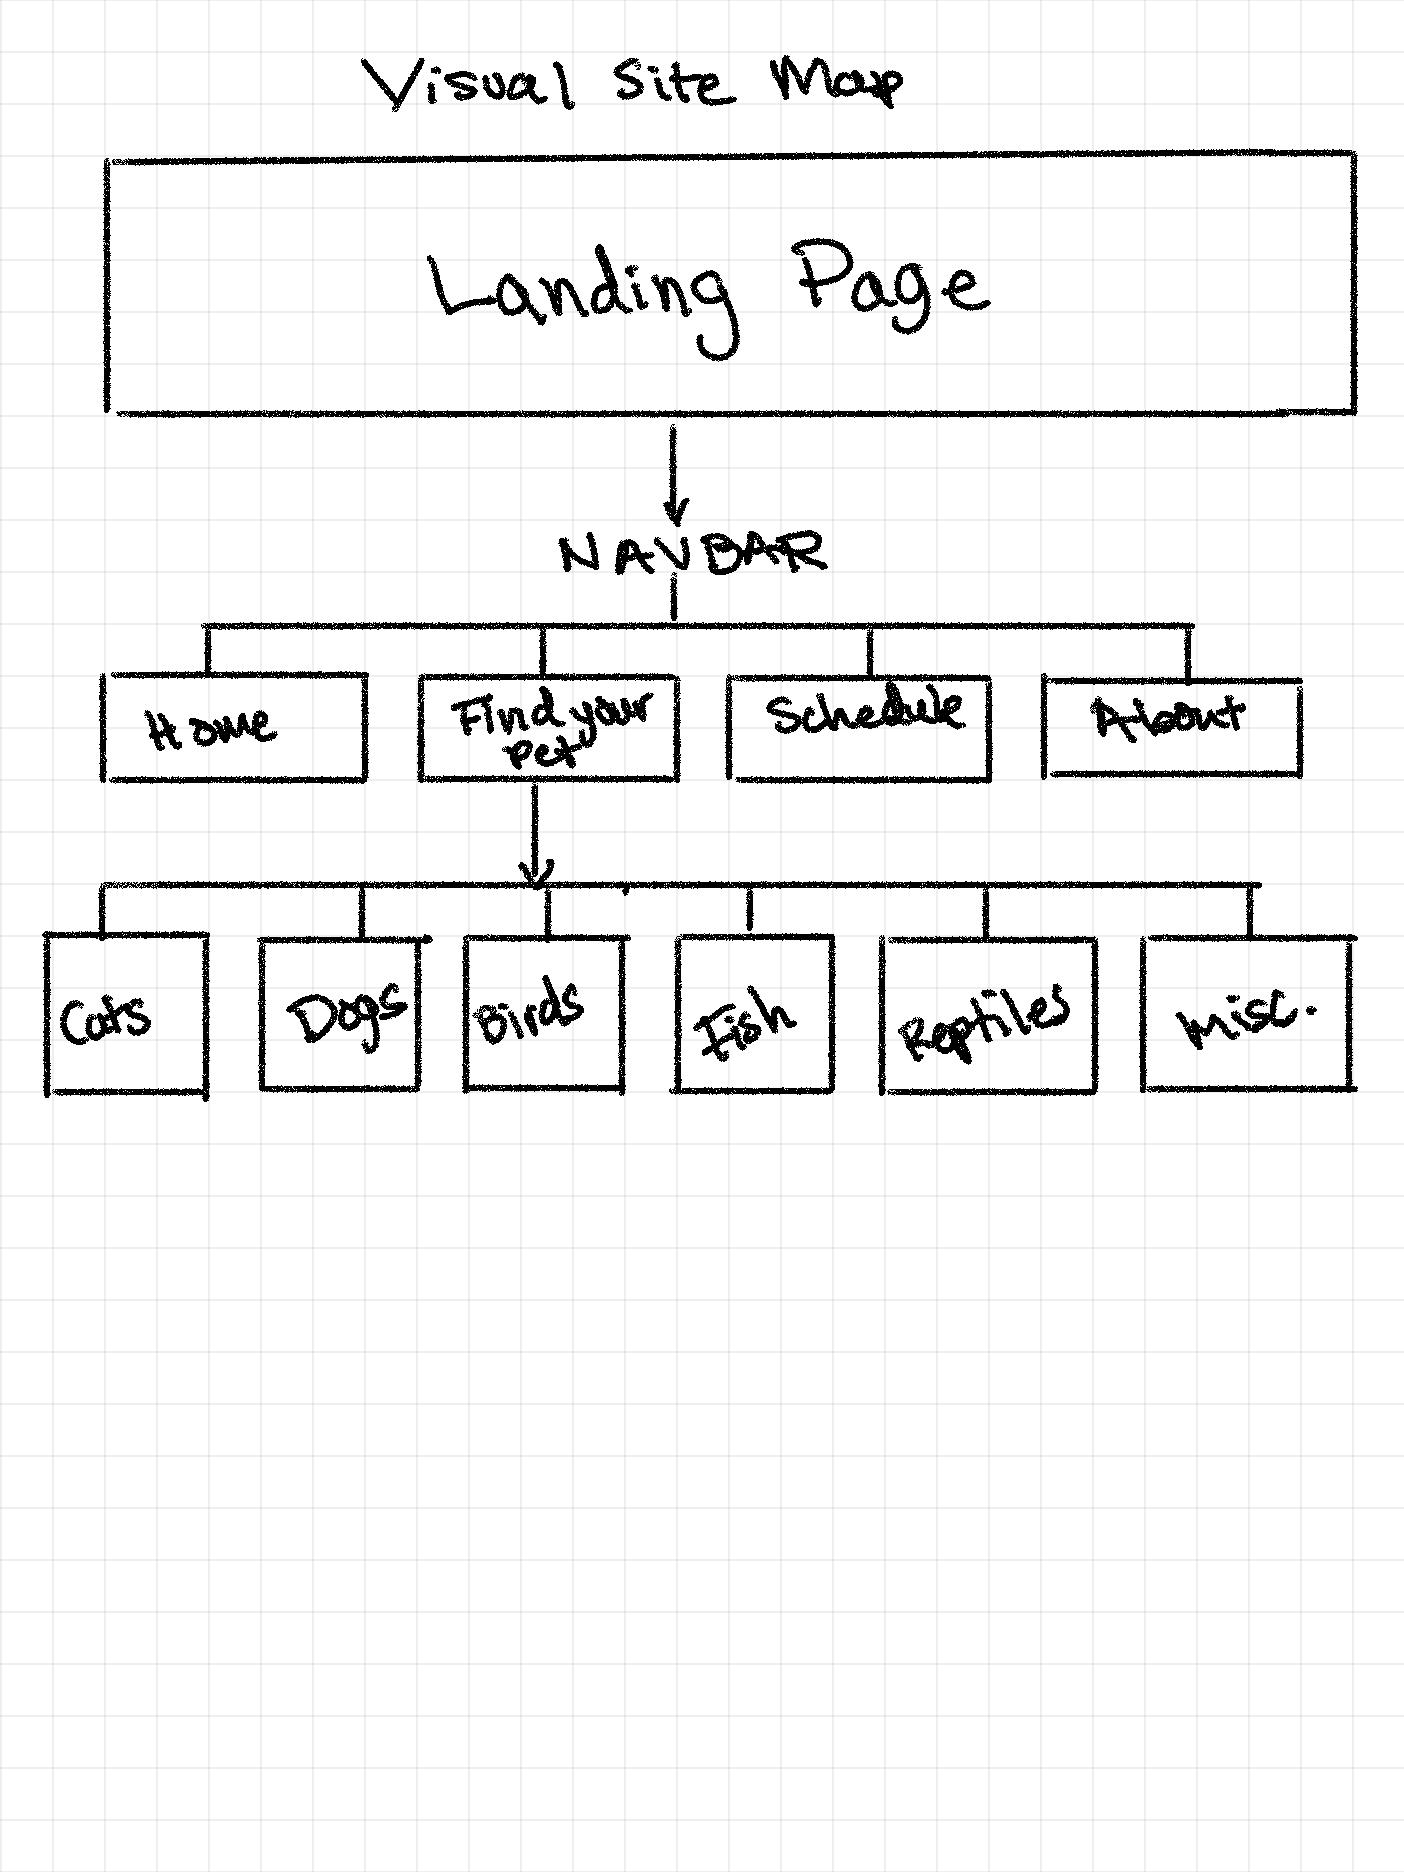 Visual Site Map
Landing Page
NAVBAR
Home
Find your
Pet
Schedule
About
Cats
Dogs
Birds
Fish
Reptiles
Misc.